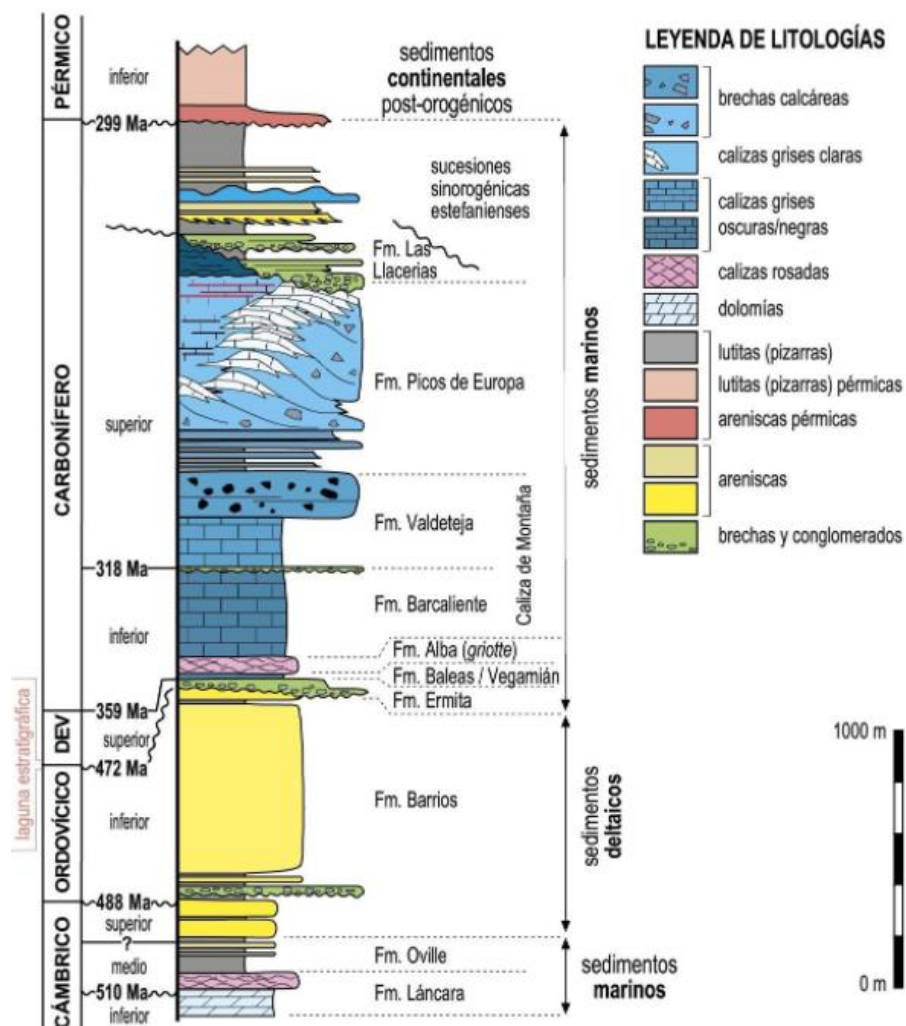 PÉRMICO
inferior
299 Ma
sedimentos
continentales
post-orogénicos
CARBONÍFERO
superior
318 Ma
inferior
359 Ma
sucesiones
sinorogénicas
estefanienses
Fm. Las
Llacerias
Fm. Picos de Europa
Fm. Valdeteja
Fm. Barcaliente
Fm. Alba (griotte)
Fm. Baleas / Vegamián
Fm. Ermita
Caliza de Montaña
sedimentos marinos
laguna estratigráfica
DEV
superior
472 Ma
ORDOVÍCICO
inferior
488 Ma
Fm. Barrios
sedimentos
deltaicos
CÁMBRICO
superior
?
medio
510 Ma
inferior
Fm. Oville
Fm. Láncara
sedimentos
marinos
LEYENDA DE LITOLOGÍAS
brechas calcáreas
calizas grises claras
calizas grises
oscuras/negras
calizas rosadas
dolomías
lutitas (pizarras)
lutitas (pizarras) pérmicas
areniscas pérmicas
areniscas
brechas y conglomerados
1000 m
0 m